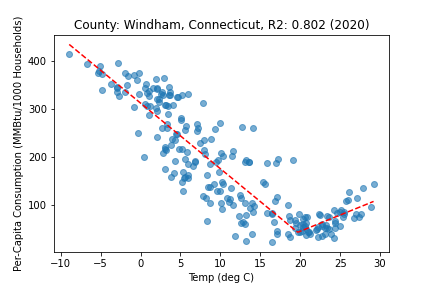 County: Windham, Connecticut, R2: 0.802 (2020)
Per-Capita Consumption (MMBtu/1000 Households)
400
300
200
100
−10 −5 0 5 10 15 20 25 30
Temp (deg C)